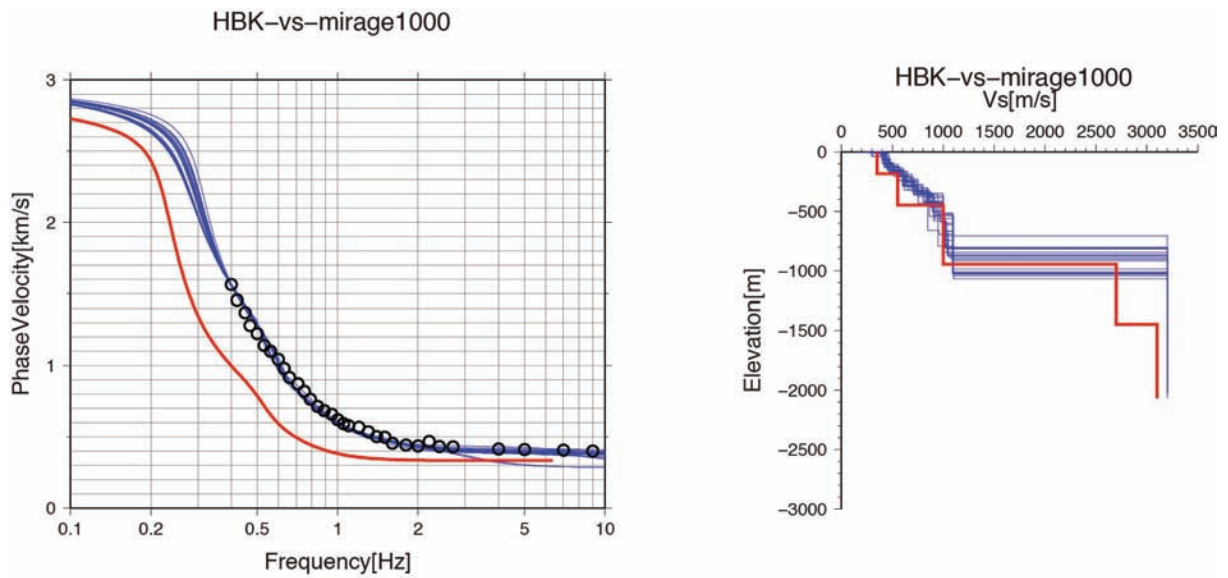 HBK-vs-mirage1000
3
2
1
0
PhaseVelocity[km/s]
0.1
0.2
0.5
1
2
5
10
Frequency[Hz]
HBK-vs-mirage1000
Vs[m/s]
0 500 1000 1500 2000 2500 3000 3500
0
-500
-1000
-1500
-2000
-2500
-3000
Elevation[m]